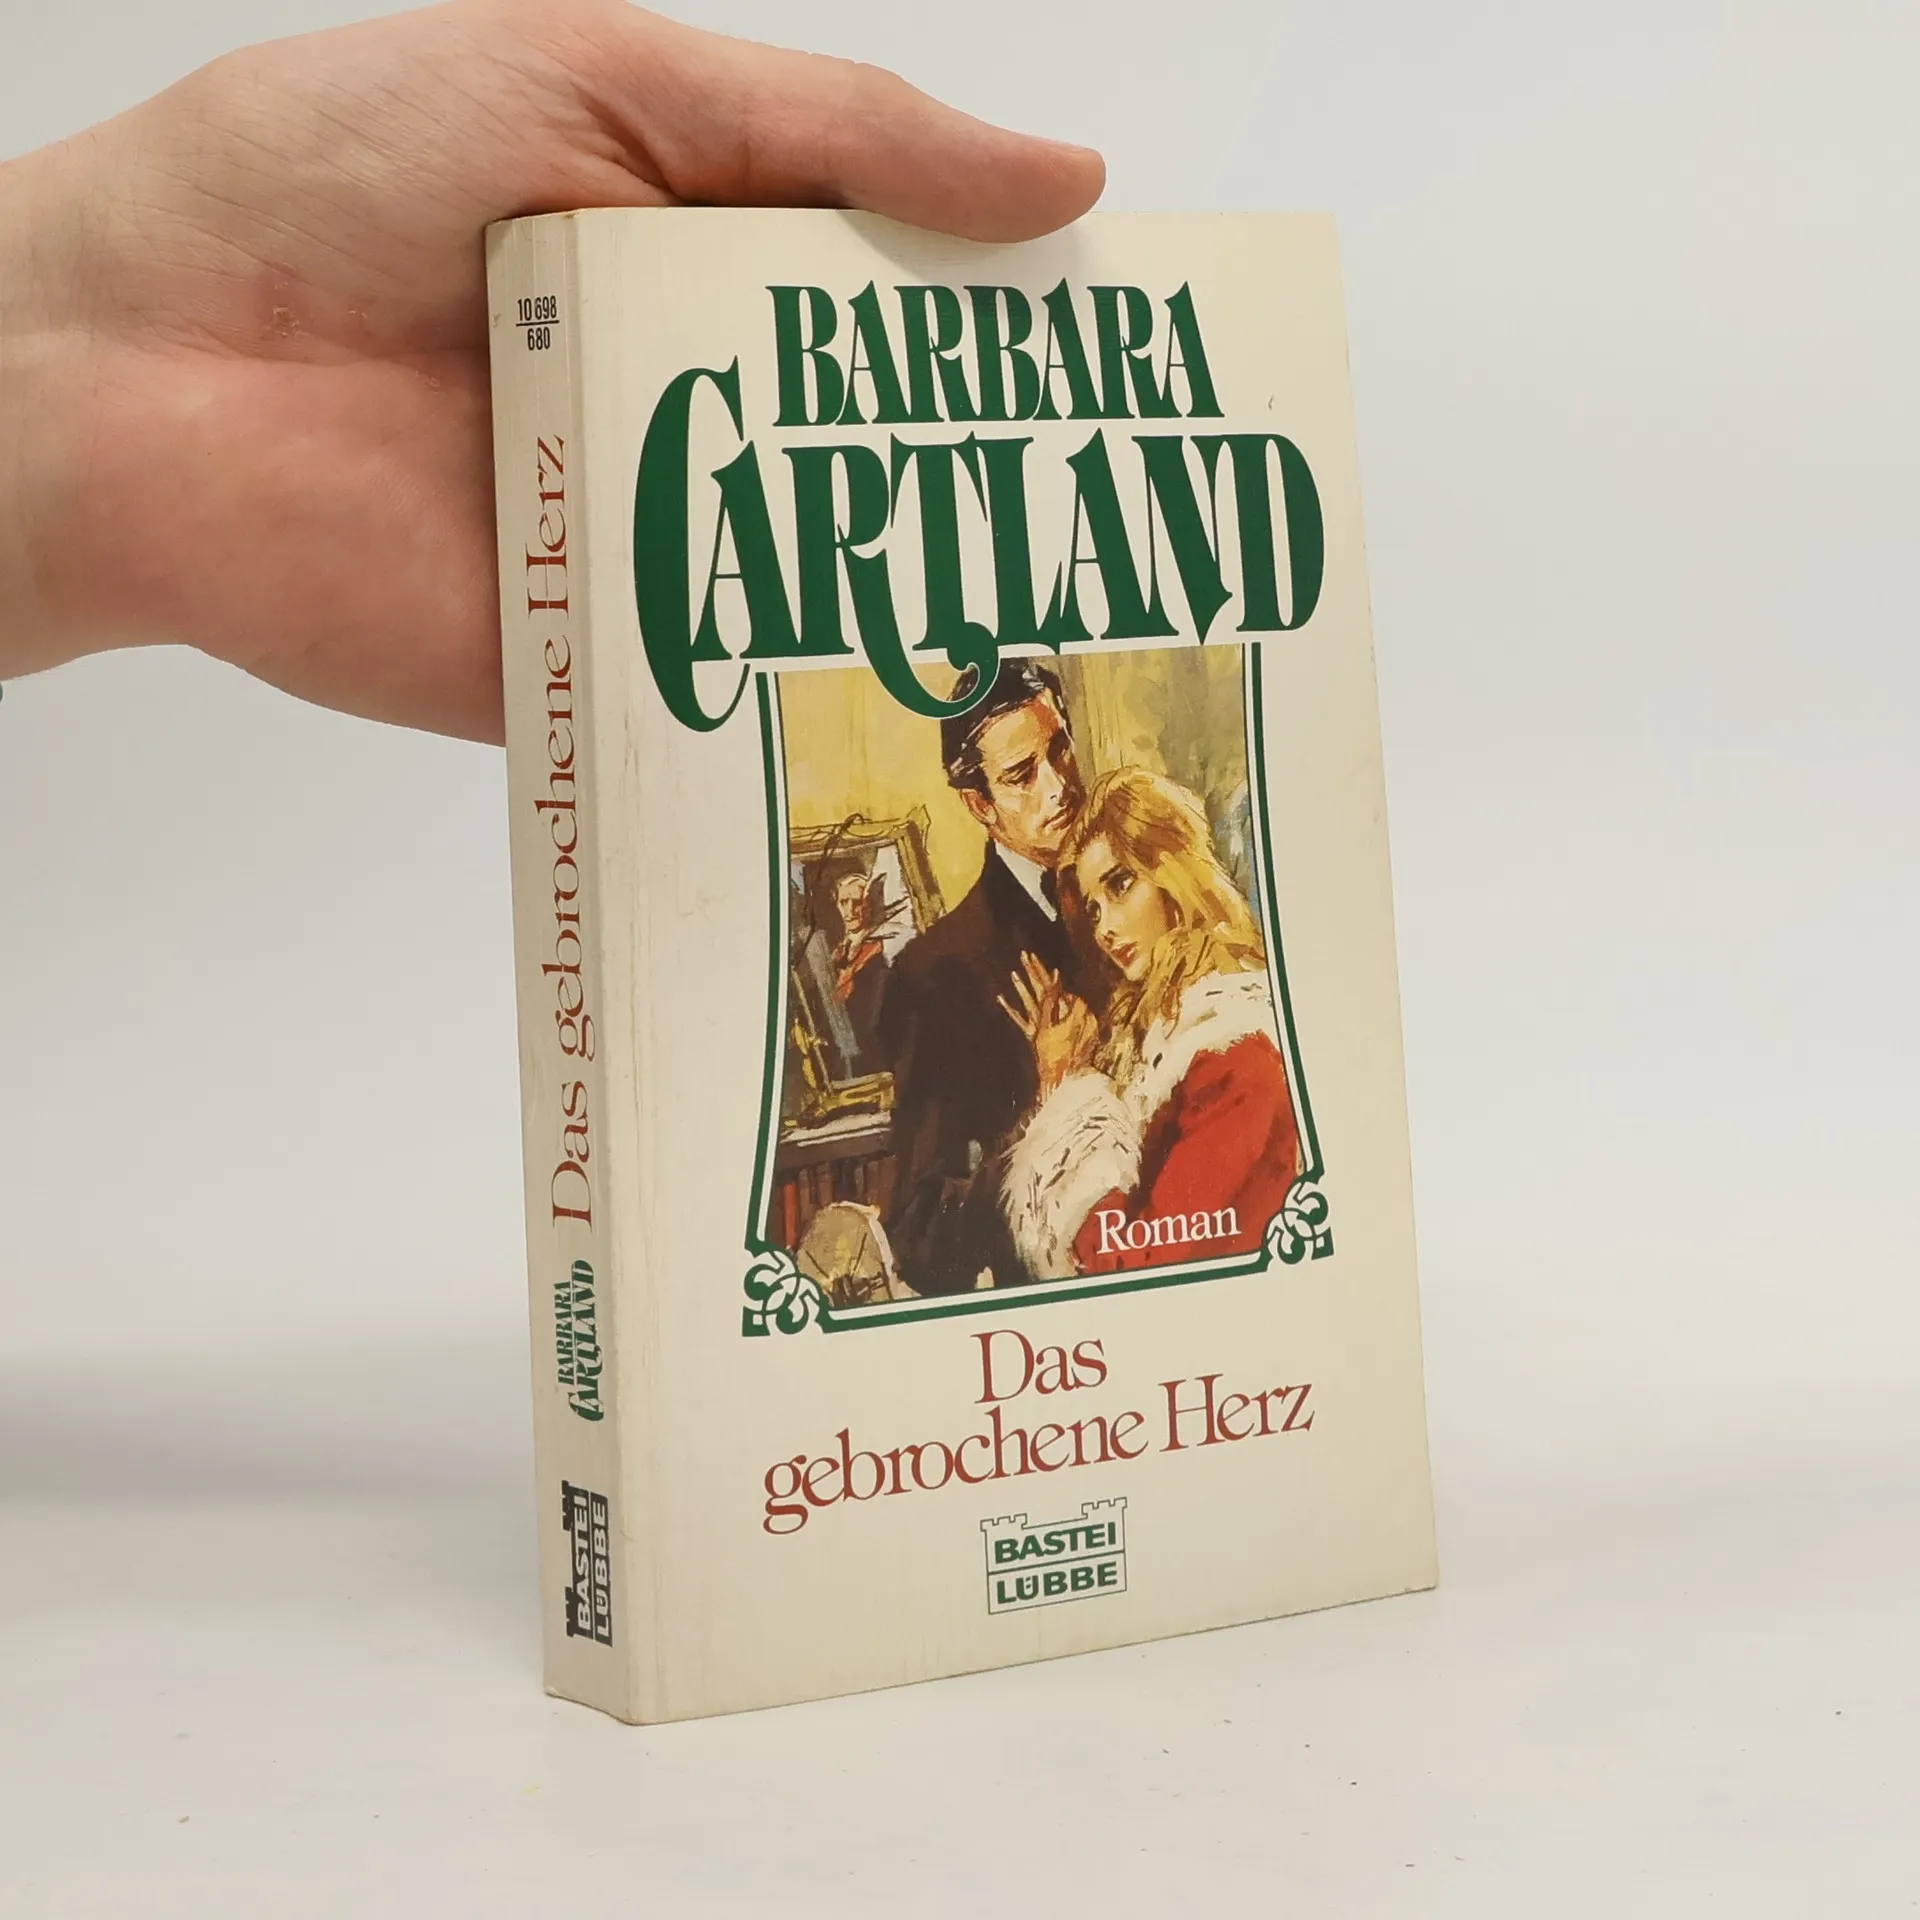 10 698
680
Das gebrochene Herz
BARBARA
CARTLAND
BASTEI
LÜBBE
BARBARA
CARTLAND
Roman
Das
gebrochene Herz
BASTEI
LÜBBE